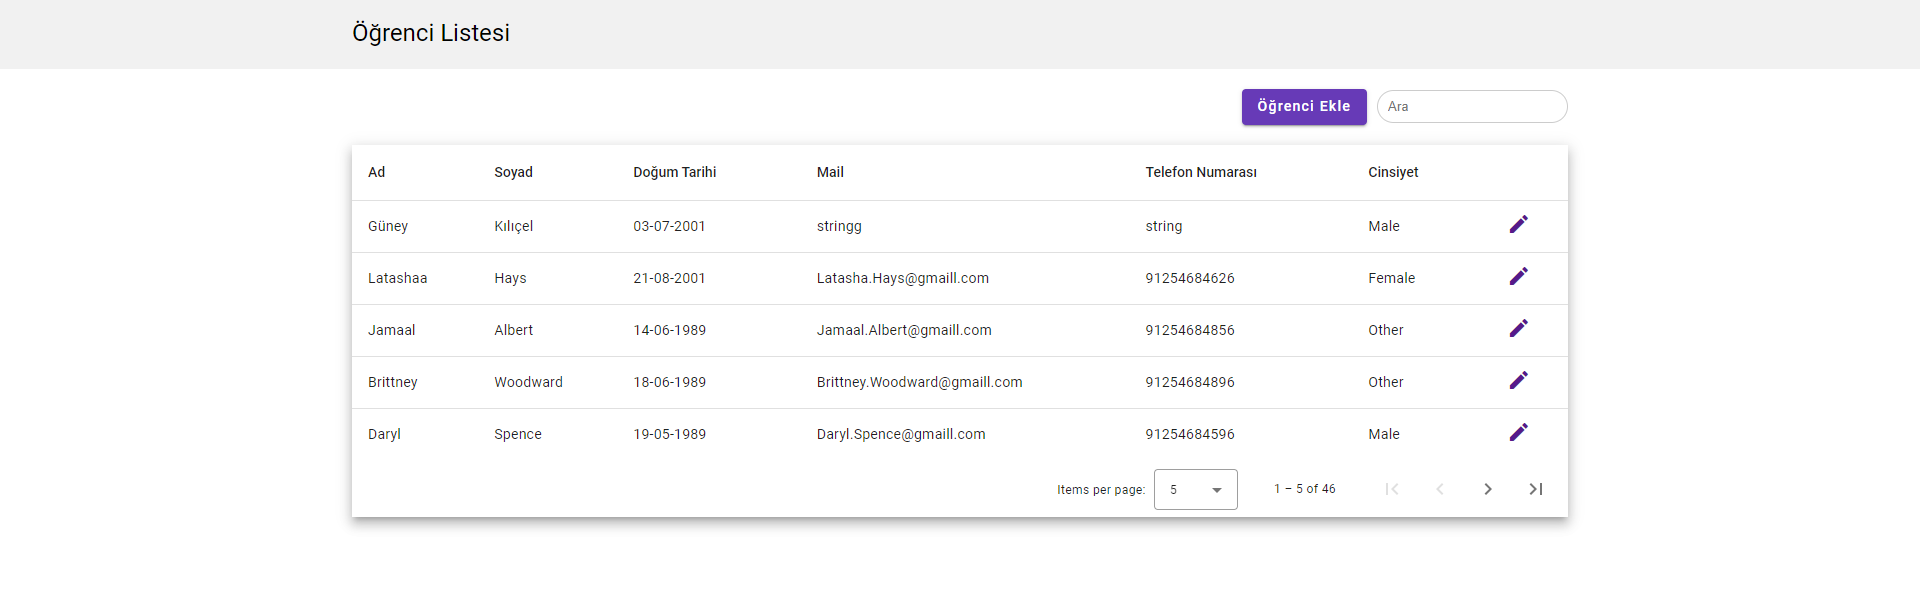 Öğrenci Listesi
Öğrenci Ekle Ara
Ad Soyad Doğum Tarihi Mail Telefon Numarası Cinsiyet
Güney Kılıçel 03-07-2001 stringg string Male
Latashaa Hays 21-08-2001 Latasha.Hays@gmaill.com 91254684626 Female
Jamaal Albert 14-06-1989 Jamaal.Albert@gmaill.com 91254684856 Other
Brittney Woodward 18-06-1989 Brittney.Woodward@gmaill.com 91254684896 Other
Daryl Spence 19-05-1989 Daryl.Spence@gmaill.com 91254684596 Male
Items per page: 5 1 – 5 of 46